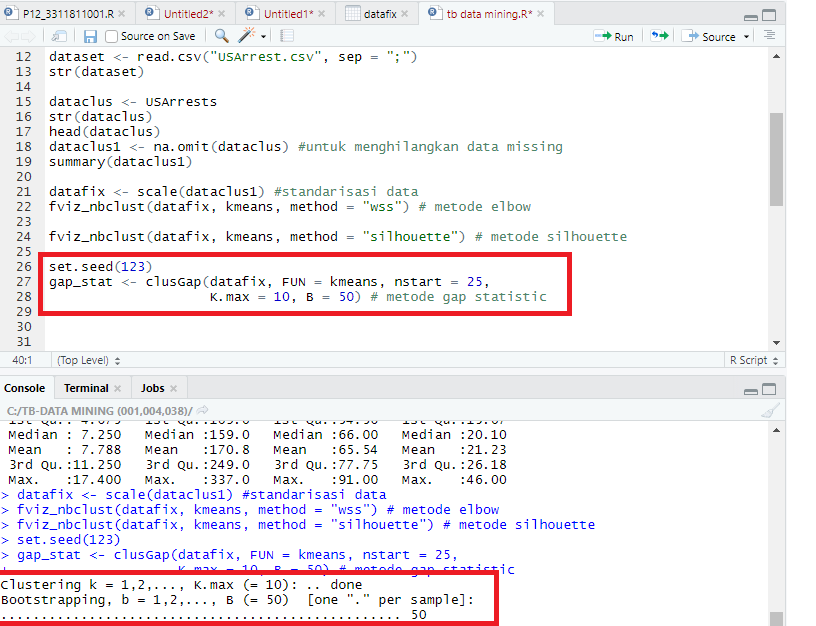 P12_3311811001.R × Untitled2* × Untitled1* × datafix × tb data mining.R* ×
Source on Save Run Source
12 dataset <- read.csv("USArrest.csv", sep = ";")
13 str(dataset)
14
15 dataclus <- USArrests
16 str(dataclus)
17 head(dataclus)
18 dataclus1 <- na.omit(dataclus) #untuk menghilangkan data missing
19 summary(dataclus1)
20
21 datafix <- scale(dataclus1) #standarisasi data
22 fviz_nbclust(datafix, kmeans, method = "wss") # metode elbow
23
24 fviz_nbclust(datafix, kmeans, method = "silhouette") # metode silhouette
25
26 set.seed(123)
27 gap_stat <- clusGap(datafix, FUN = kmeans, nstart = 25,
28 K.max = 10, B = 50) # metode gap statistic
29
30
31
40:1 (Top Level) R Script
Console Terminal × Jobs ×
C:/TB-DATA MINING (001,004,038)/
Median : 7.250 Median :159.0 Median :66.00 Median :20.10
Mean : 7.788 Mean :170.8 Mean :65.54 Mean :21.23
3rd Qu.:11.250 3rd Qu.:249.0 3rd Qu.:77.75 3rd Qu.:26.18
Max. :17.400 Max. :337.0 Max. :91.00 Max. :46.00
> datafix <- scale(dataclus1) #standarisasi data
> fviz_nbclust(datafix, kmeans, method = "wss") # metode elbow
> fviz_nbclust(datafix, kmeans, method = "silhouette") # metode silhouette
> set.seed(123)
> gap_stat <- clusGap(datafix, FUN = kmeans, nstart = 25,
+ K.max = 10, B = 50) # metode gap statistic
Clustering k = 1,2,..., K.max (= 10): .. done
Bootstrapping, b = 1,2,..., B (= 50) [one "." per sample]:
.................................................. 50